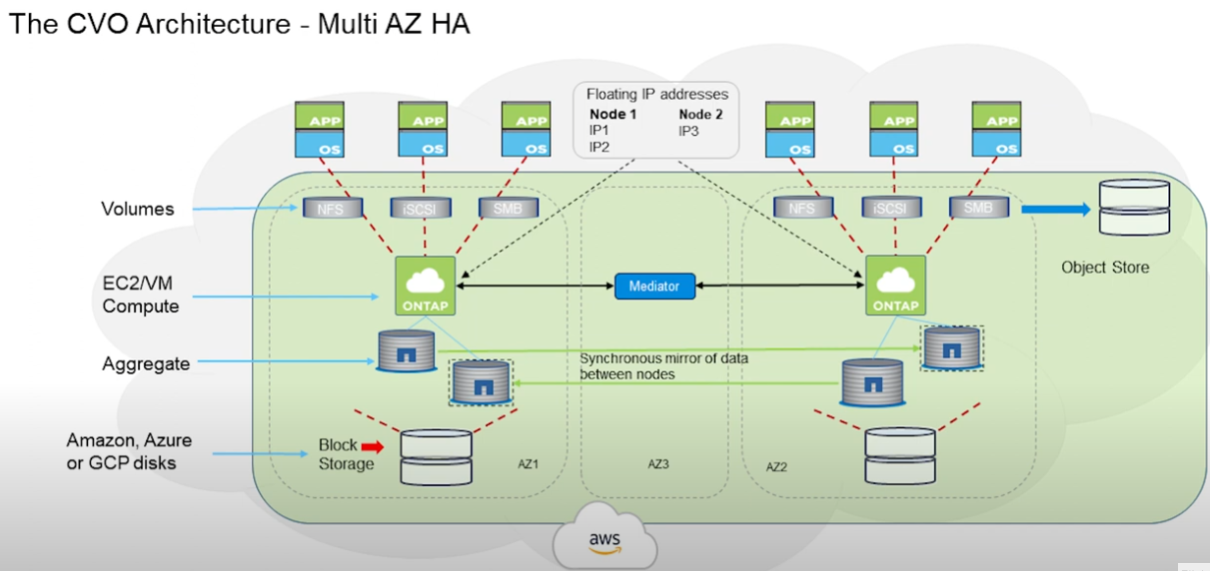 The CVO Architecture - Multi AZ HA
Floating IP addresses
Node 1 Node 2
IP1 IP3
IP2
APP APP APP APP APP APP
OS OS OS OS OS OS
Volumes
NFS iSCSI SMB NFS iSCSI SMB
Object Store
EC2/VM
Compute
Mediator
ONTAP ONTAP
Aggregate
Synchronous mirror of data
between nodes
Amazon, Azure
or GCP disks
Block
Storage
AZ1 AZ3 AZ2
aws